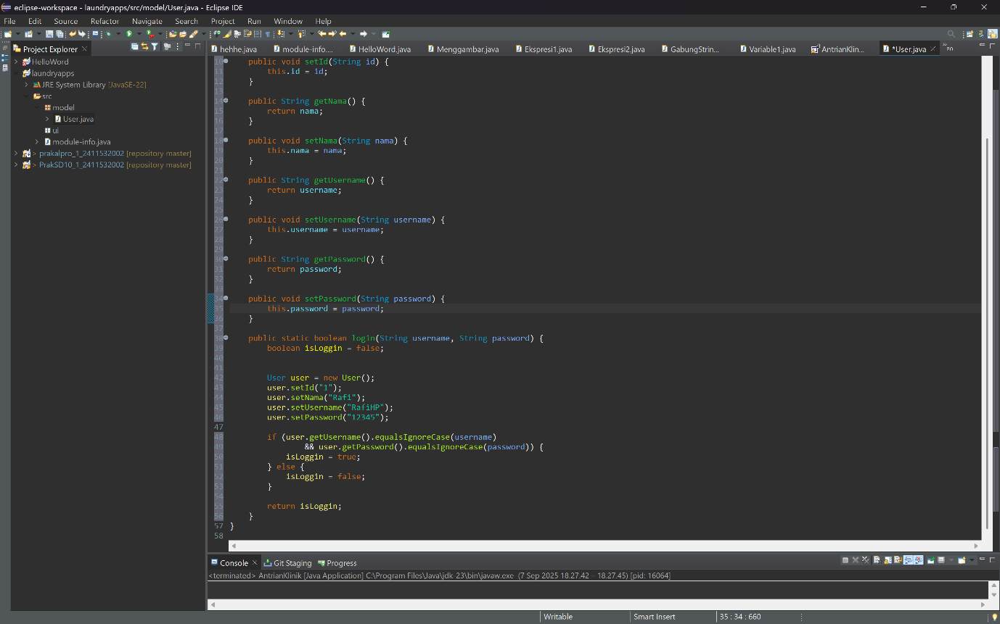 eclipse-workspace - laundryapps/src/model/User.java - Eclipse IDE
File Edit Source Refactor Navigate Search Project Run Window Help
Project Explorer
hehhe.java module-info.... HelloWord.java Menggambar.java Ekspresi1.java Ekspresi2.java GabungStrin... Variable1.java AntrianKlin... *User.java »80
HelloWord
laundryapps
JRE System Library [JavaSE-22]
src
model
User.java
ui
module-info.java
> prakalpro_1_2411532002 [repository master]
> PrakSD10_1_2411532002 [repository master]
10 public void setId(String id) {
11 this.id = id;
12 }
13
14 public String getNama() {
15 return nama;
16 }
17
18 public void setNama(String nama) {
19 this.nama = nama;
20 }
21
22 public String getUsername() {
23 return username;
24 }
25
26 public void setUsername(String username) {
27 this.username = username;
28 }
29
30 public String getPassword() {
31 return password;
32 }
33
34 public void setPassword(String password) {
35 this.password = password;
36 }
37
38 public static boolean login(String username, String password) {
39 boolean isLoggin = false;
40
41
42 User user = new User();
43 user.setId("1");
44 user.setNama("Rafi");
45 user.setUsername("RafiHP");
46 user.setPassword("12345");
47
48 if (user.getUsername().equalsIgnoreCase(username)
49 && user.getPassword().equalsIgnoreCase(password)) {
50 isLoggin = true;
51 } else {
52 isLoggin = false;
53 }
54
55 return isLoggin;
56 }
57 }
58
Console Git Staging Progress
<terminated> AntrianKlinik [Java Application] C:\Program Files\Java\jdk-23\bin\javaw.exe (7 Sep 2025 18.27.42 – 18.27.45) [pid: 16064]
Writable Smart Insert 35 : 34 : 660